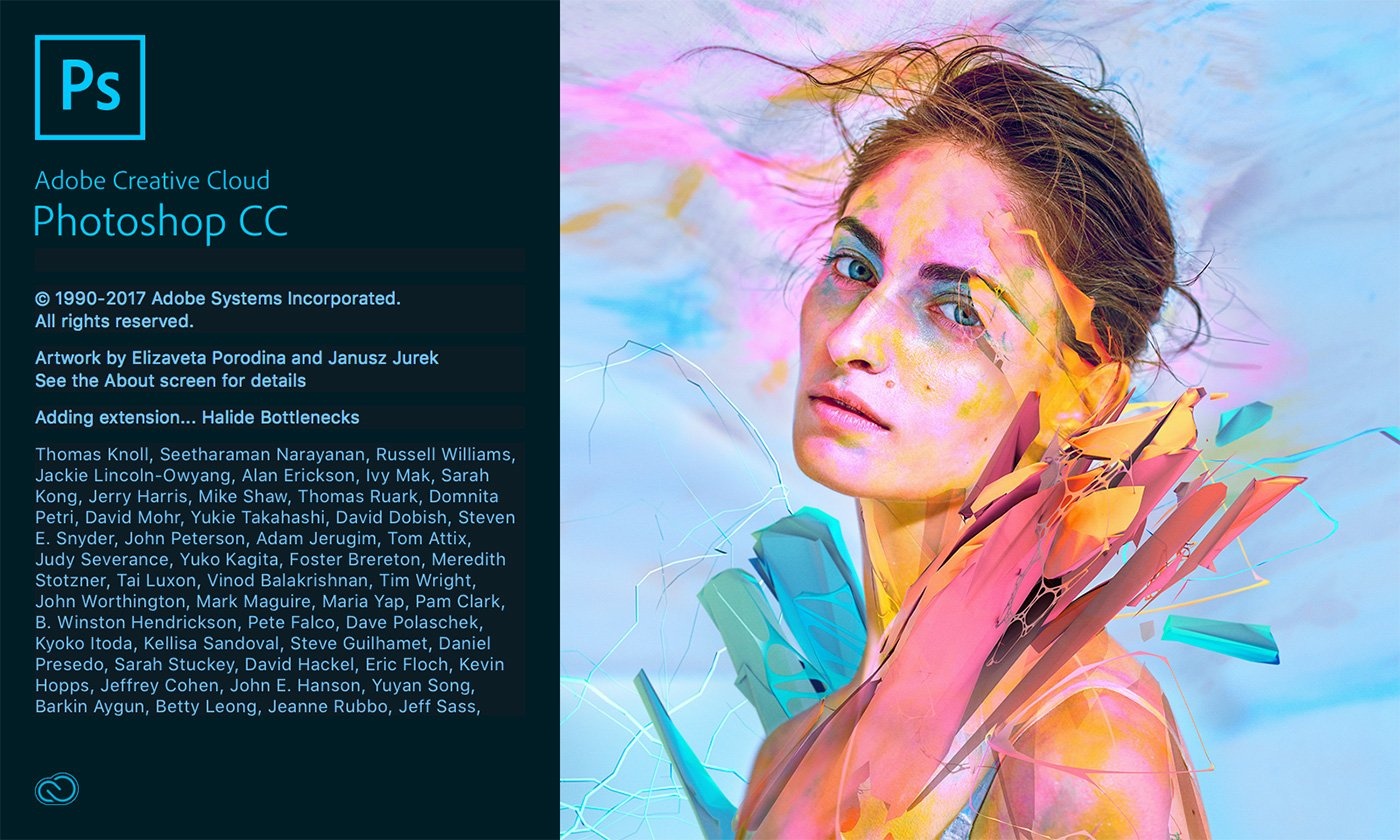 Ps
Adobe Creative Cloud
Photoshop CC
© 1990-2017 Adobe Systems Incorporated.
All rights reserved.
Artwork by Elizaveta Porodina and Janusz Jurek
See the About screen for details
Adding extension... Halide Bottlenecks
Thomas Knoll, Seetharaman Narayanan, Russell Williams,
Jackie Lincoln-Owyang, Alan Erickson, Ivy Mak, Sarah
Kong, Jerry Harris, Mike Shaw, Thomas Ruark, Domnita
Petri, David Mohr, Yukie Takahashi, David Dobish, Steven
E. Snyder, John Peterson, Adam Jerugim, Tom Attix,
Judy Severance, Yuko Kagita, Foster Brereton, Meredith
Stotzner, Tai Luxon, Vinod Balakrishnan, Tim Wright,
John Worthington, Mark Maguire, Maria Yap, Pam Clark,
B. Winston Hendrickson, Pete Falco, Dave Polaschek,
Kyoko Itoda, Kellisa Sandoval, Steve Guilhamet, Daniel
Presedo, Sarah Stuckey, David Hackel, Eric Floch, Kevin
Hopps, Jeffrey Cohen, John E. Hanson, Yuyan Song,
Barkin Aygun, Betty Leong, Jeanne Rubbo, Jeff Sass,